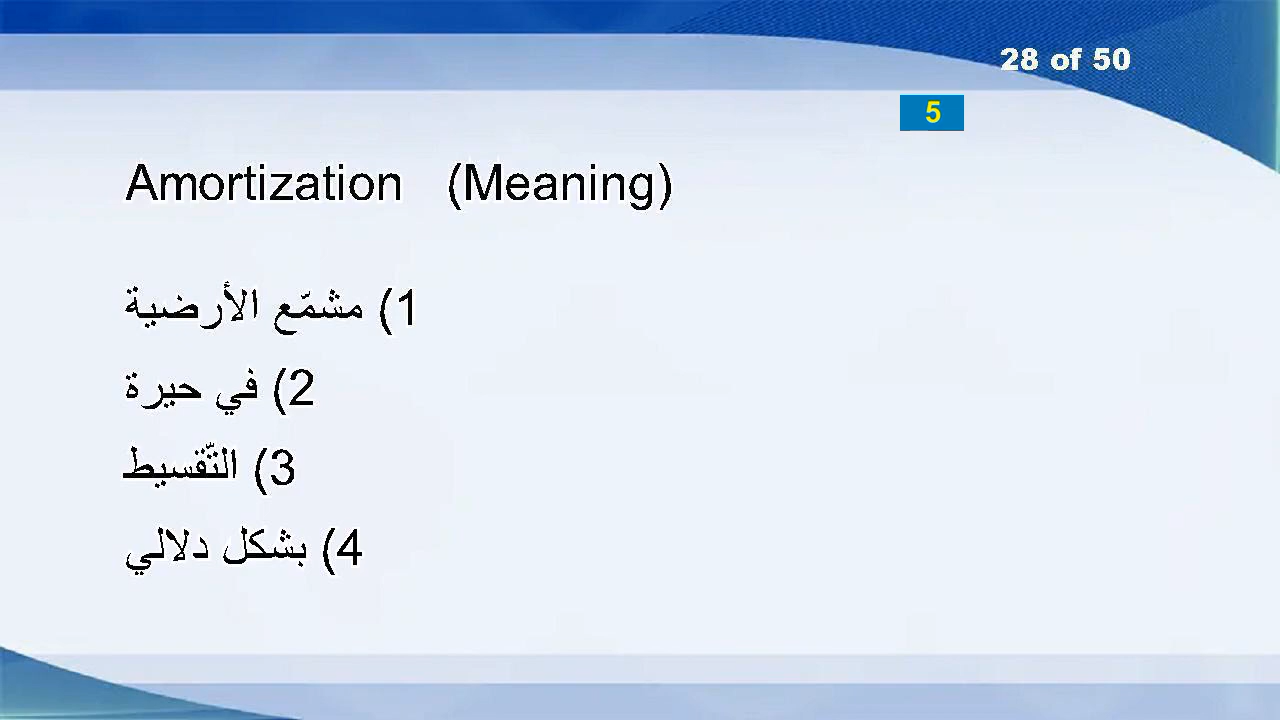 28 of 50
5
Amortization (Meaning)
1) مشمّع الأرضية
2) في حيرة
3) التّقسيط
4) بشكل دلالي